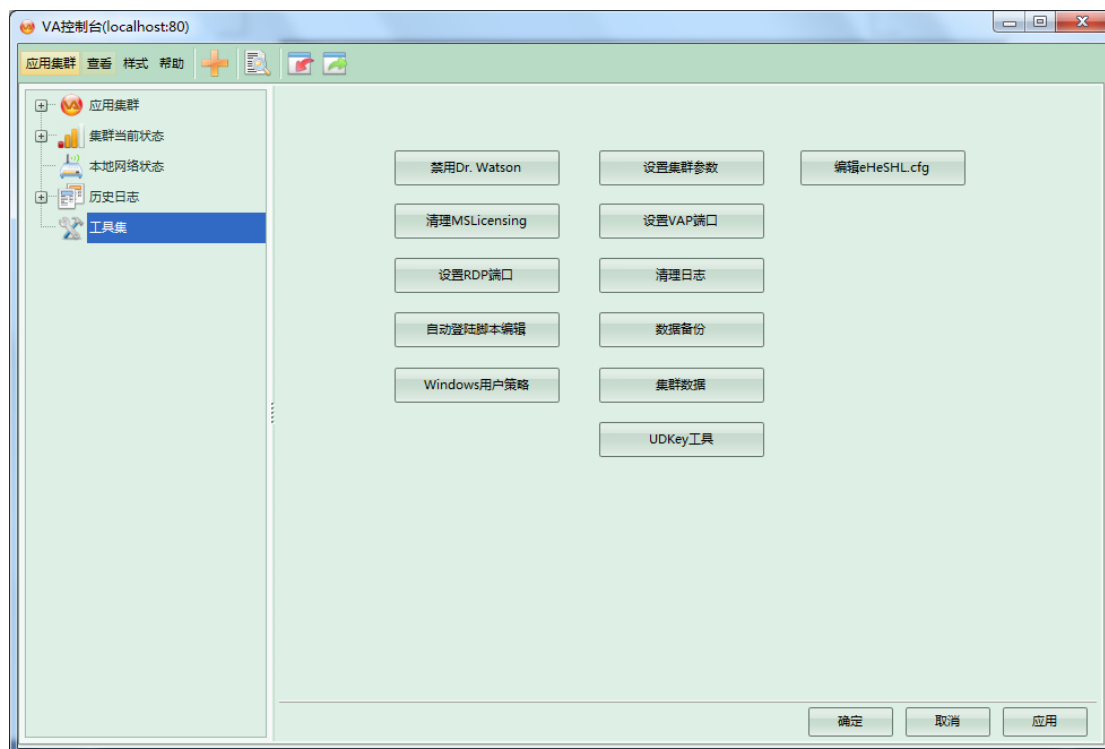 VA控制台(localhost:80)
应用集群 查看 样式 帮助
应用集群
集群当前状态
本地网络状态
历史日志
工具集
禁用Dr. Watson 设置集群参数 编辑eHeSHL.cfg
清理MSLicensing 设置VAP端口
设置RDP端口 清理日志
自动登陆脚本编辑 数据备份
Windows用户策略 集群数据
UDKey工具
确定 取消 应用